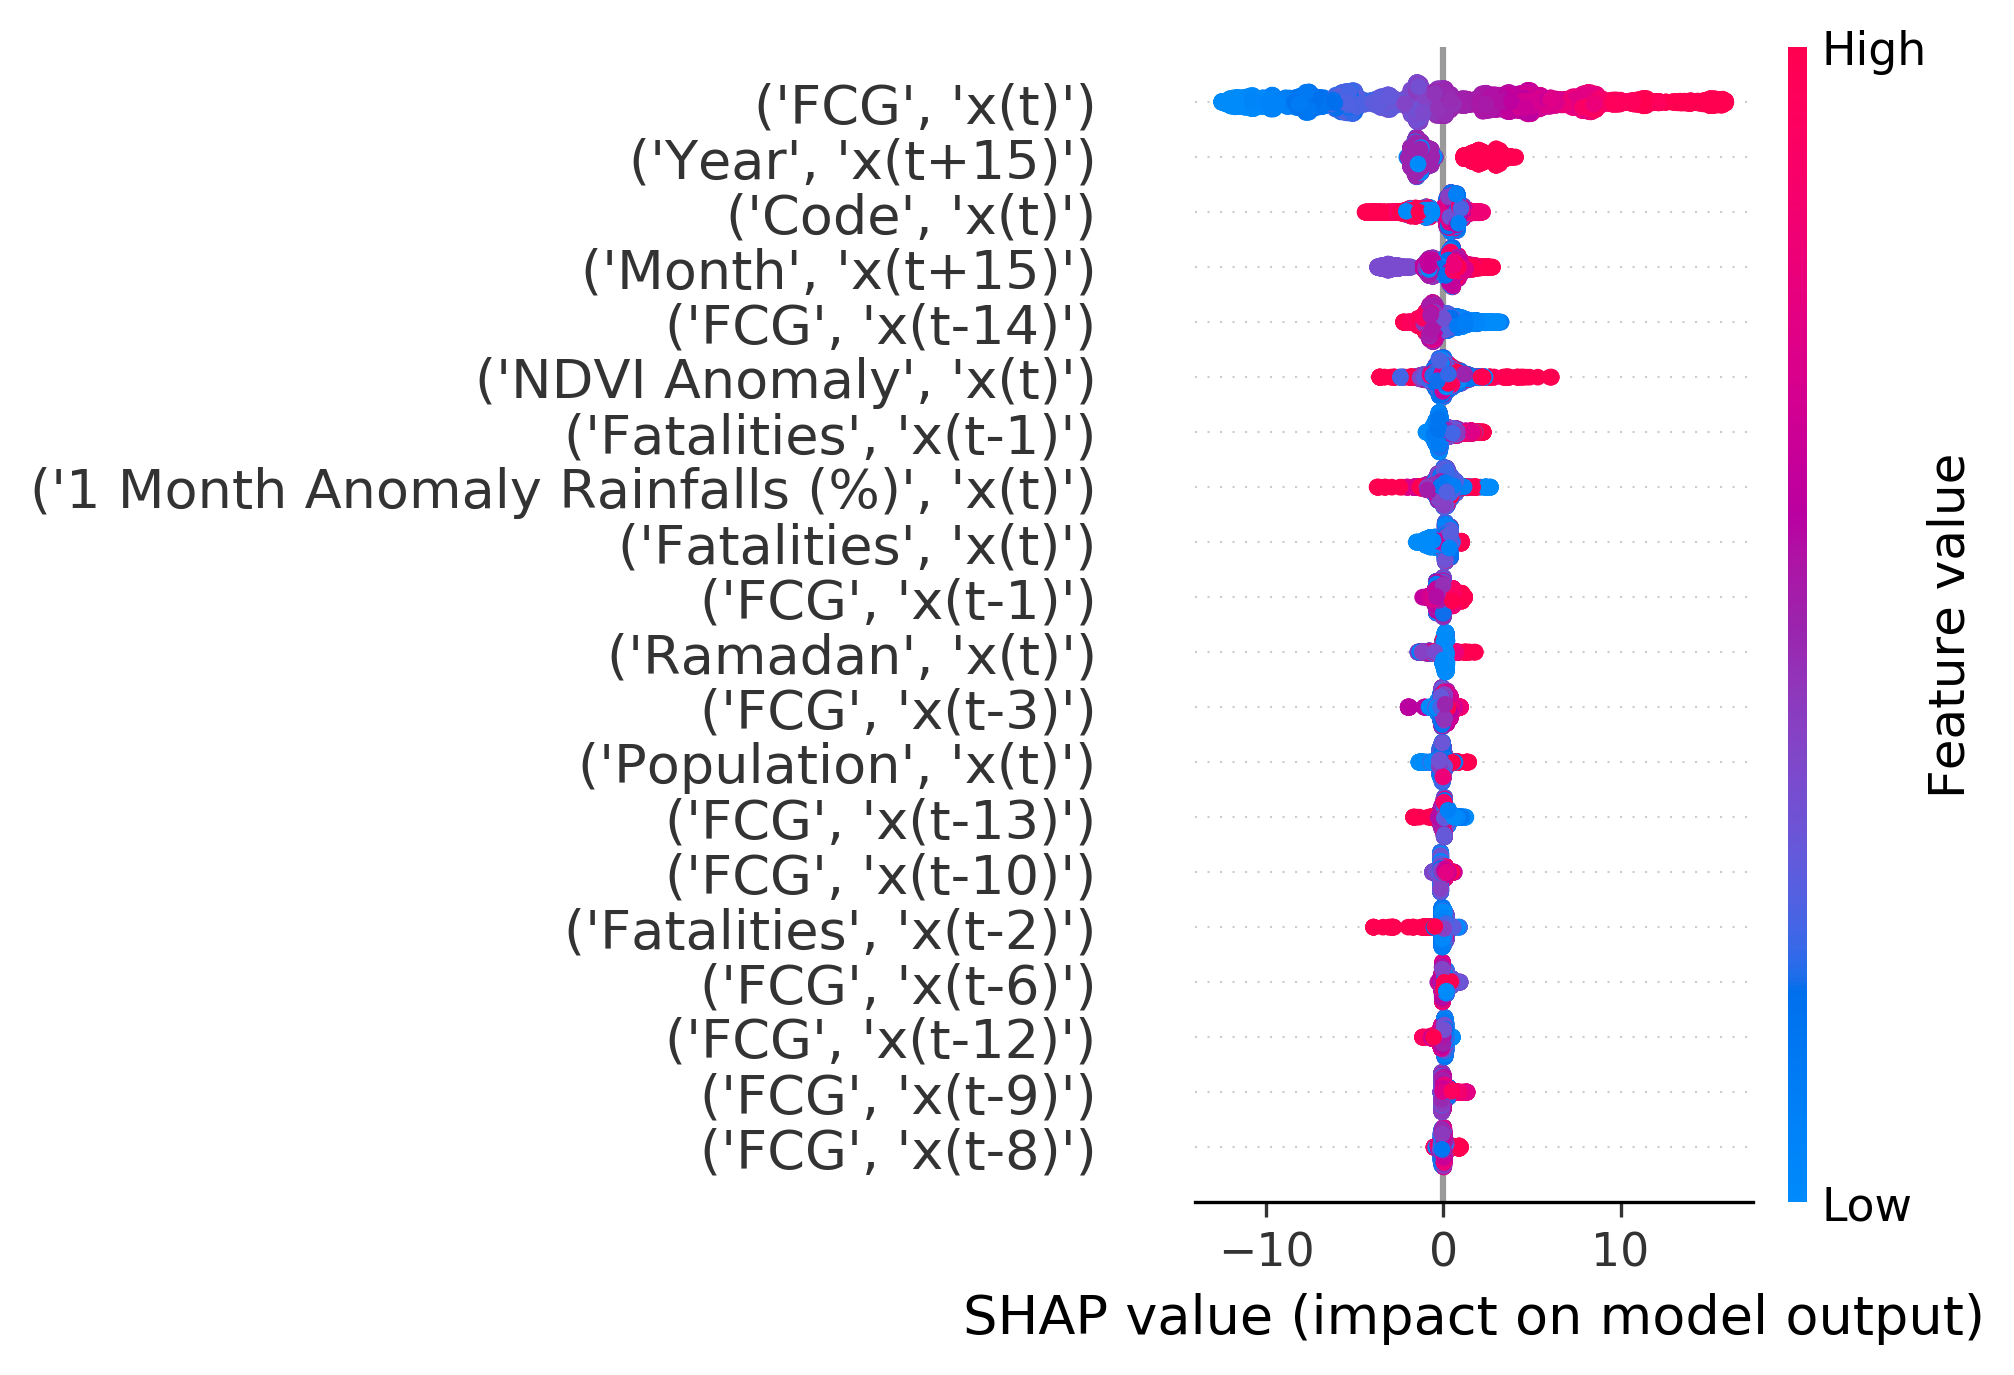 High
('FCG', 'x(t)')
('Year', 'x(t+15)')
('Code', 'x(t)')
('Month', 'x(t+15)')
('FCG', 'x(t-14)')
('NDVI Anomaly', 'x(t)')
('Fatalities', 'x(t-1)')
('1 Month Anomaly Rainfalls (%)', 'x(t)')
('Fatalities', 'x(t)')
('FCG', 'x(t-1)')
('Ramadan', 'x(t)')
('FCG', 'x(t-3)')
('Population', 'x(t)')
('FCG', 'x(t-13)')
('FCG', 'x(t-10)')
('Fatalities', 'x(t-2)')
('FCG', 'x(t-6)')
('FCG', 'x(t-12)')
('FCG', 'x(t-9)')
('FCG', 'x(t-8)')
Feature value
Low
−10 0 10
SHAP value (impact on model output)